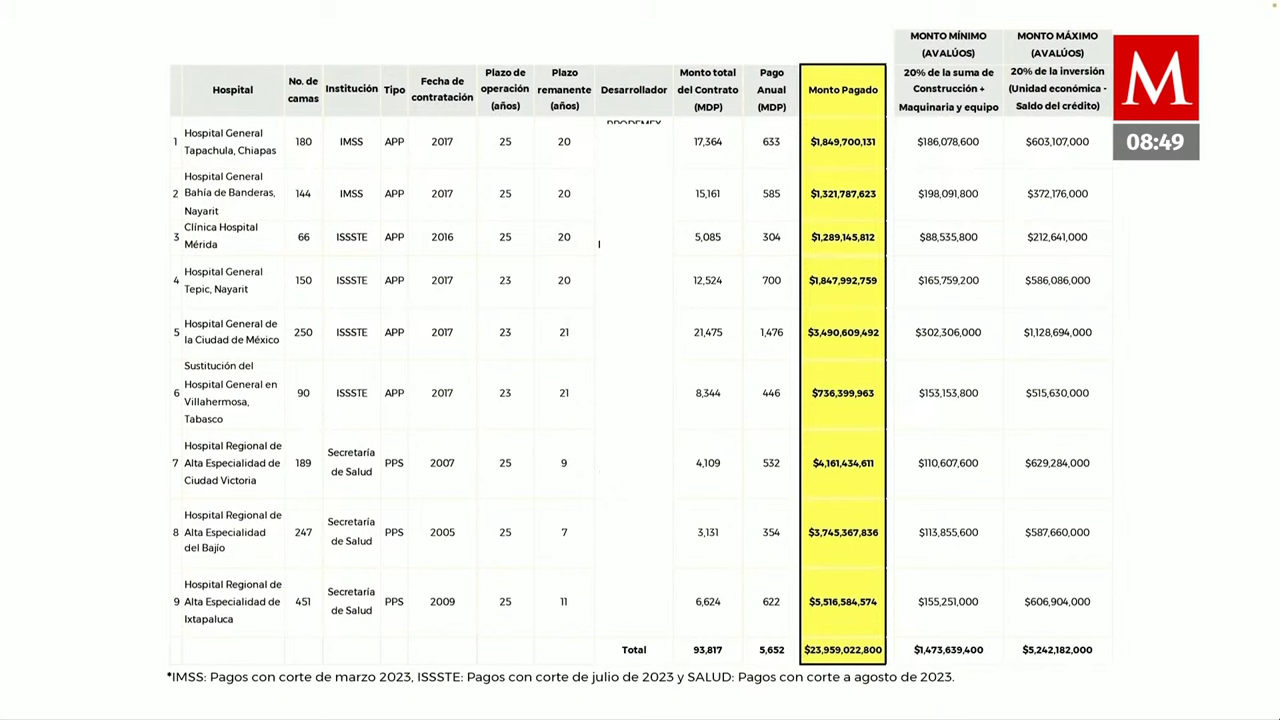 MONTO MÍNIMO
(AVALÚOS)
MONTO MÁXIMO
(AVALÚOS)
Hospital
No. de
camas
Institución
Tipo
Fecha de
contratación
Plazo de
operación
(años)
Plazo
remanente
(años)
Desarrollador
Monto total
del Contrato
(MDP)
Pago
Anual
(MDP)
Monto Pagado
20% de la suma de
Construcción +
Maquinaria y equipo
20% de la inversión
(Unidad económica -
Saldo del crédito)
M
08:49
1 Hospital General
Tapachula, Chiapas
180 IMSS APP 2017 25 20 17,364 633 $1,849,700,131 $186,078,600 $603,107,000
2 Hospital General
Bahía de Banderas,
Nayarit
144 IMSS APP 2017 25 20 15,161 585 $1,321,787,623 $198,091,800 $372,176,000
3 Clínica Hospital
Mérida
66 ISSSTE APP 2016 25 20 5,085 304 $1,289,145,812 $88,535,800 $212,641,000
4 Hospital General
Tepic, Nayarit
150 ISSSTE APP 2017 23 20 12,524 700 $1,847,992,759 $165,759,200 $586,086,000
5 Hospital General de
la Ciudad de México
250 ISSSTE APP 2017 23 21 21,475 1,476 $3,490,609,492 $302,306,000 $1,128,694,000
6 Sustitución del
Hospital General en
Villahermosa,
Tabasco
90 ISSSTE APP 2017 23 21 8,344 446 $736,399,963 $153,153,800 $515,630,000
7 Hospital Regional de
Alta Especialidad de
Ciudad Victoria
189 Secretaría
de Salud
PPS 2007 25 9 4,109 532 $4,161,434,611 $110,607,600 $629,284,000
8 Hospital Regional de
Alta Especialidad
del Bajío
247 Secretaría
de Salud
PPS 2005 25 7 3,131 354 $3,745,367,836 $113,855,600 $587,660,000
9 Hospital Regional de
Alta Especialidad de
Ixtapaluca
451 Secretaría
de Salud
PPS 2009 25 11 6,624 622 $5,516,584,574 $155,251,000 $606,904,000
Total 93,817 5,652 $23,959,022,800 $1,473,639,400 $5,242,182,000
*IMSS: Pagos con corte de marzo 2023, ISSSTE: Pagos con corte de julio de 2023 y SALUD: Pagos con corte a agosto de 2023.